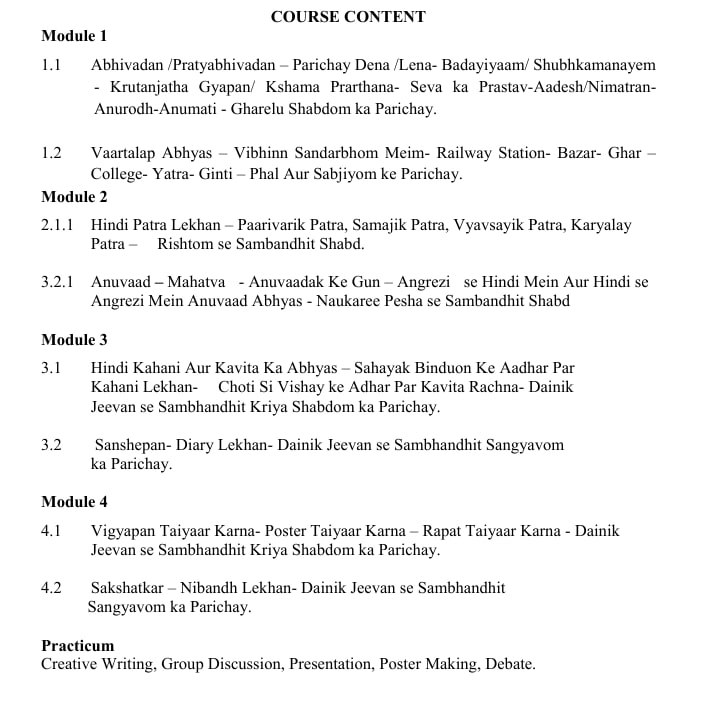 COURSE CONTENT
Module 1
1.1 Abhivadan /Pratyabhivadan – Parichay Dena /Lena- Badayiyaam/ Shubhkamanayem
- Krutanjatha Gyapan/ Kshama Prarthana- Seva ka Prastav-Aadesh/Nimatran-
Anurodh-Anumati - Gharelu Shabdom ka Parichay.
1.2 Vaartalap Abhyas – Vibhinn Sandarbhom Meim- Railway Station- Bazar- Ghar –
College- Yatra- Ginti – Phal Aur Sabjiyom ke Parichay.
Module 2
2.1.1 Hindi Patra Lekhan – Paarivarik Patra, Samajik Patra, Vyavsayik Patra, Karyalay
Patra – Rishtom se Sambandhit Shabd.
3.2.1 Anuvaad – Mahatva - Anuvaadak Ke Gun – Angrezi se Hindi Mein Aur Hindi se
Angrezi Mein Anuvaad Abhyas - Naukaree Pesha se Sambandhit Shabd
Module 3
3.1 Hindi Kahani Aur Kavita Ka Abhyas – Sahayak Binduon Ke Aadhar Par
Kahani Lekhan- Choti Si Vishay ke Adhar Par Kavita Rachna- Dainik
Jeevan se Sambhandhit Kriya Shabdom ka Parichay.
3.2 Sanshepan- Diary Lekhan- Dainik Jeevan se Sambhandhit Sangyavom
ka Parichay.
Module 4
4.1 Vigyapan Taiyaar Karna- Poster Taiyaar Karna – Rapat Taiyaar Karna - Dainik
Jeevan se Sambhandhit Kriya Shabdom ka Parichay.
4.2 Sakshatkar – Nibandh Lekhan- Dainik Jeevan se Sambhandhit
Sangyavom ka Parichay.
Practicum
Creative Writing, Group Discussion, Presentation, Poster Making, Debate.